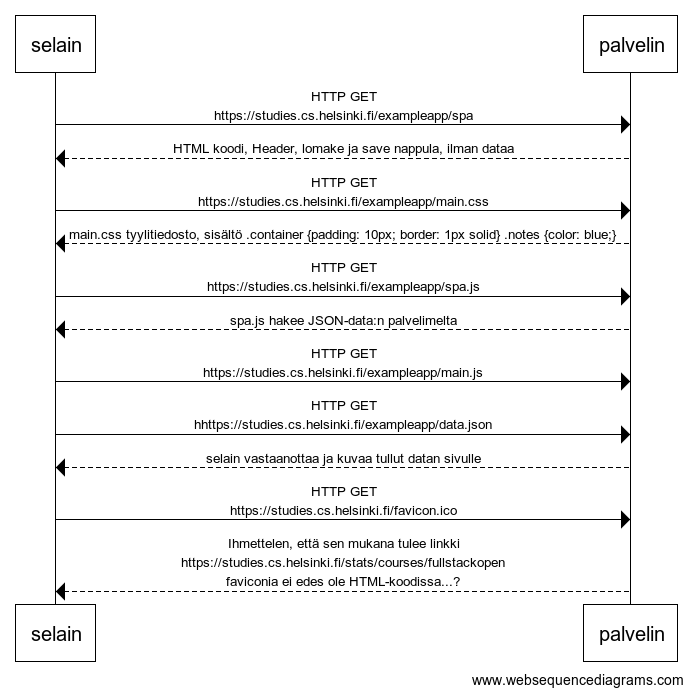 selain palvelin
HTTP GET
https://studies.cs.helsinki.fi/exampleapp/spa
HTML koodi, Header, lomake ja save nappula, ilman dataa
HTTP GET
https://studies.cs.helsinki.fi/exampleapp/main.css
main.css tyylitiedosto, sisältö .container {padding: 10px; border: 1px solid} .notes {color: blue;}
HTTP GET
https://studies.cs.helsinki.fi/exampleapp/spa.js
spa.js hakee JSON-data:n palvelimelta
HTTP GET
https://studies.cs.helsinki.fi/exampleapp/main.js
HTTP GET
hhttps://studies.cs.helsinki.fi/exampleapp/data.json
selain vastaanottaa ja kuvaa tullut datan sivulle
HTTP GET
https://studies.cs.helsinki.fi/favicon.ico
Ihmettelen, että sen mukana tulee linkki
https://studies.cs.helsinki.fi/stats/courses/fullstackopen
faviconia ei edes ole HTML-koodissa...?
selain palvelin
www.websequencediagrams.com